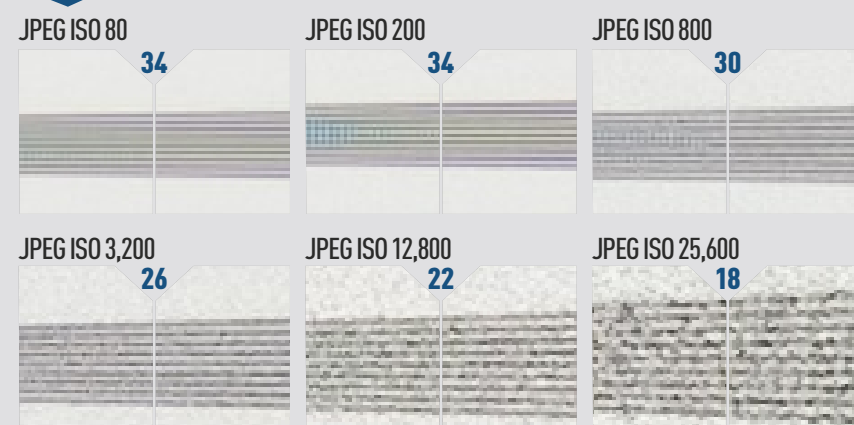 JPEG ISO 80
34
JPEG ISO 200
34
JPEG ISO 800
30
JPEG ISO 3,200
26
JPEG ISO 12,800
22
JPEG ISO 25,600
18